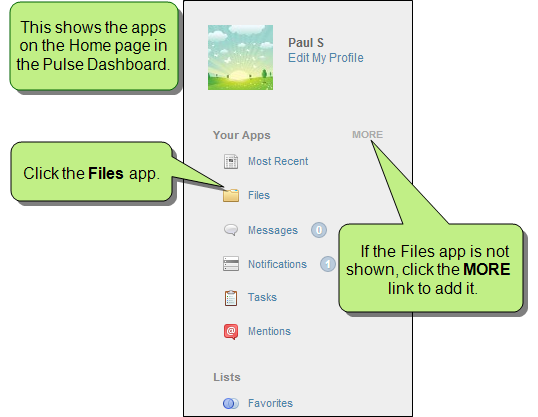 This shows the apps
on the Home page in
the Pulse Dashboard.
Paul S
Edit My Profile
Your Apps
MORE
Most Recent
Click the Files app.
Files
Messages
0
Notifications
1
If the Files app is not
shown, click the MORE
link to add it.
Tasks
Mentions
Lists
Favorites